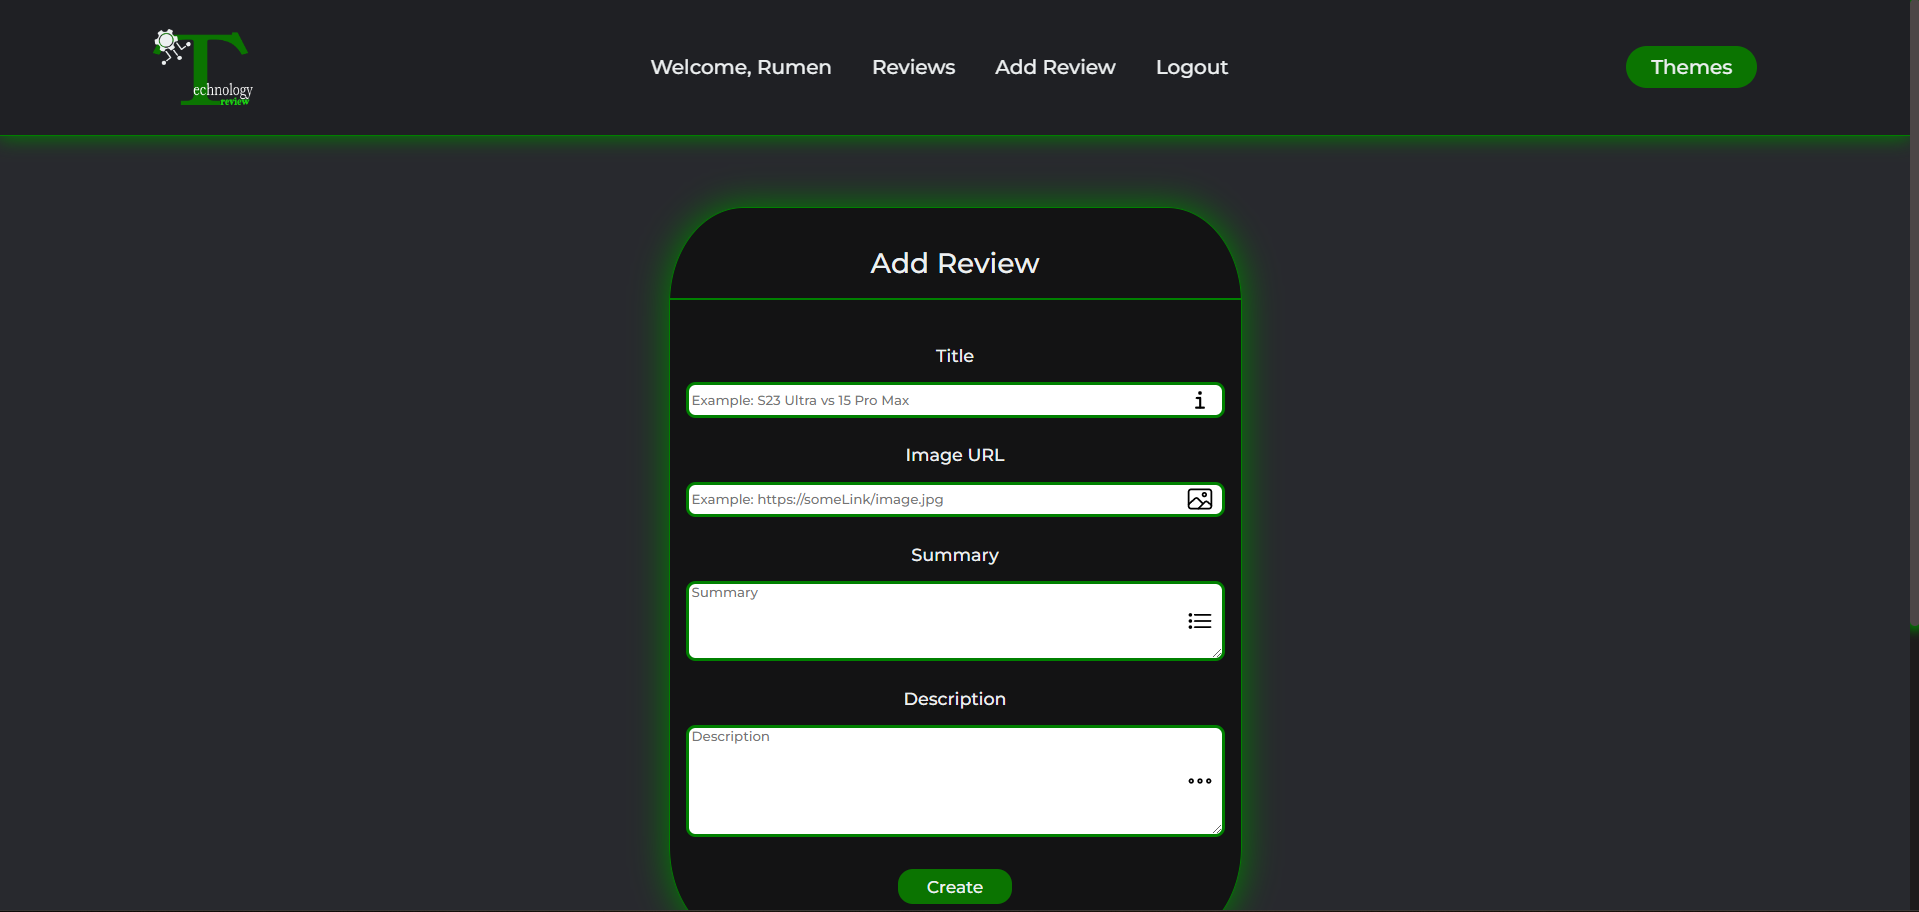 Technology
review
Welcome, Rumen
Reviews
Add Review
Logout
Themes
Add Review
Title
Example: S23 Ultra vs 15 Pro Max
Image URL
Example: https://someLink/image.jpg
Summary
Summary
Description
Description
Create